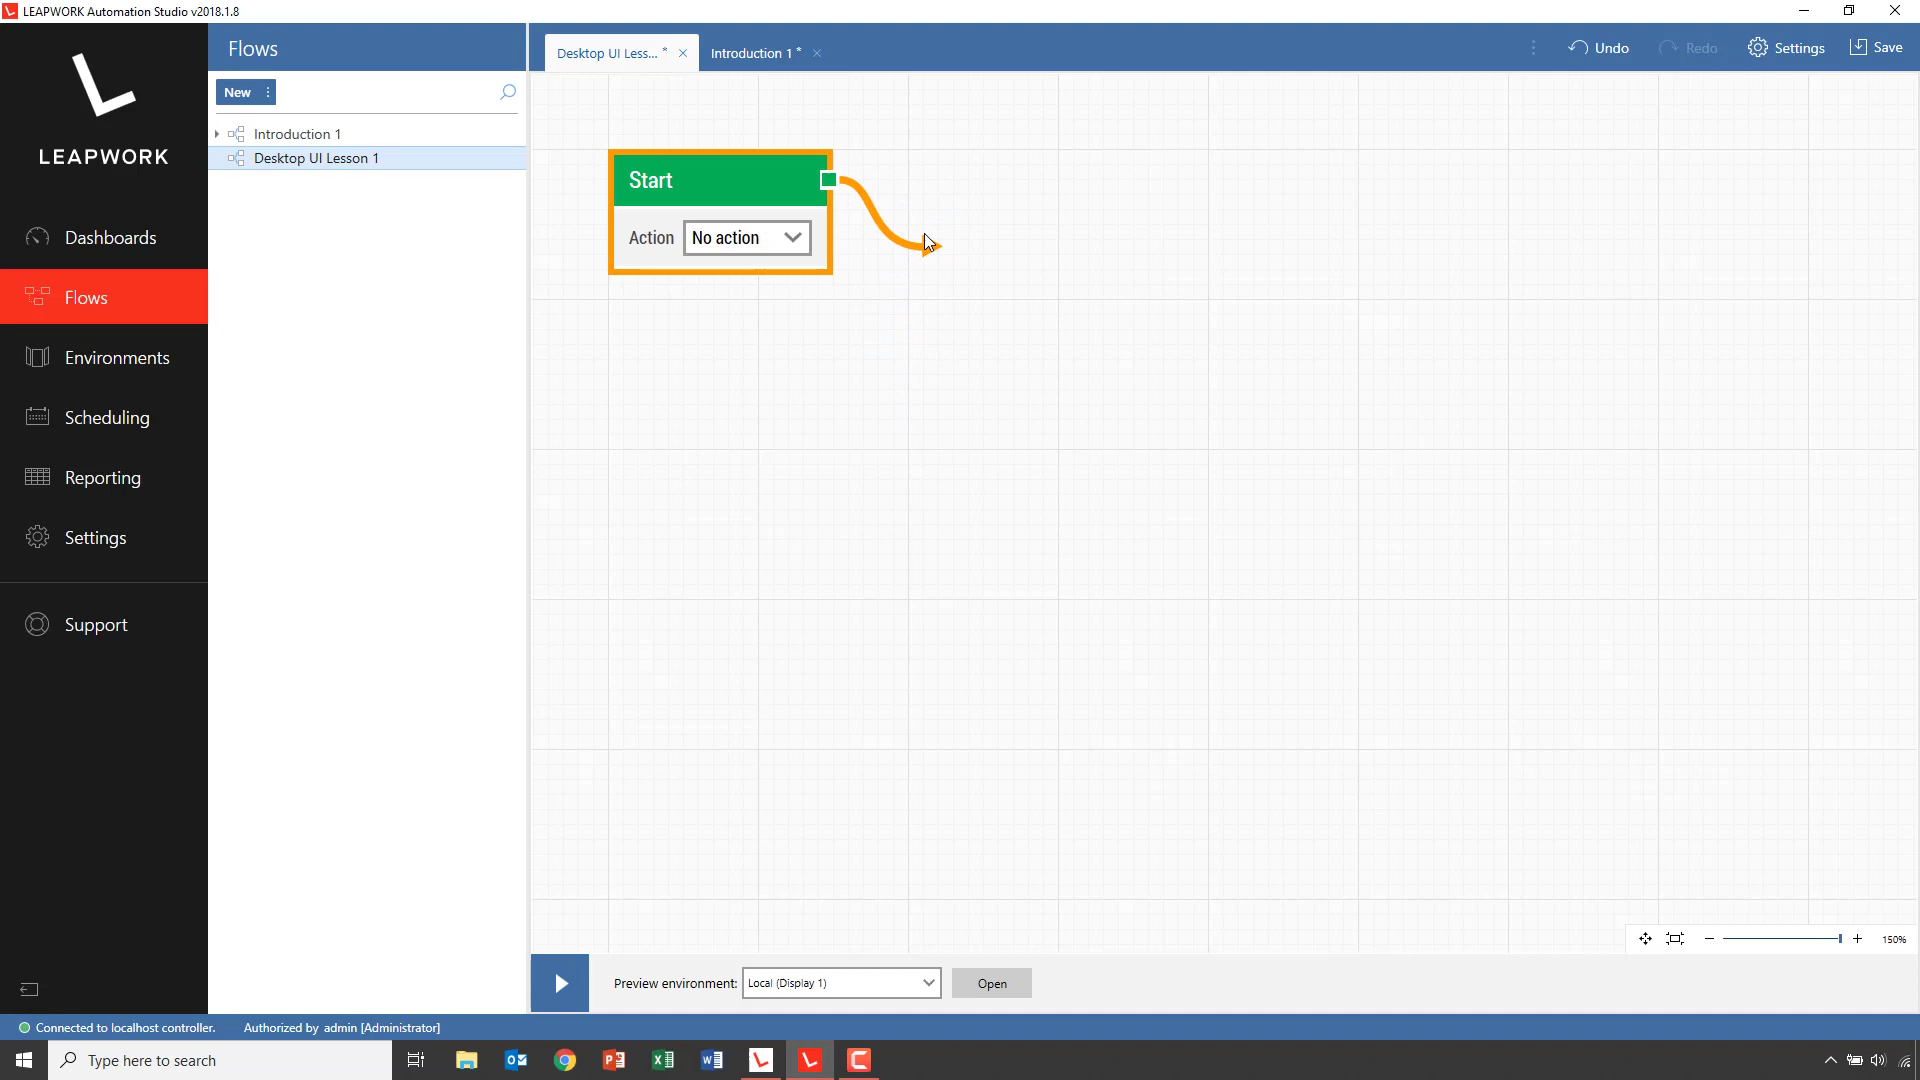 LEAPWORK Automation Studio v2018.1.8
LEAPWORK
Dashboards
Flows
Environments
Scheduling
Reporting
Settings
Support
Flows
New
Introduction 1
Desktop UI Lesson 1
Desktop UI Less... *
Introduction 1 *
Undo
Redo
Settings
Save
Start
Action
No action
150%
Preview environment:
Local (Display 1)
Open
Connected to localhost controller.
Authorized by admin [Administrator]
Type here to search